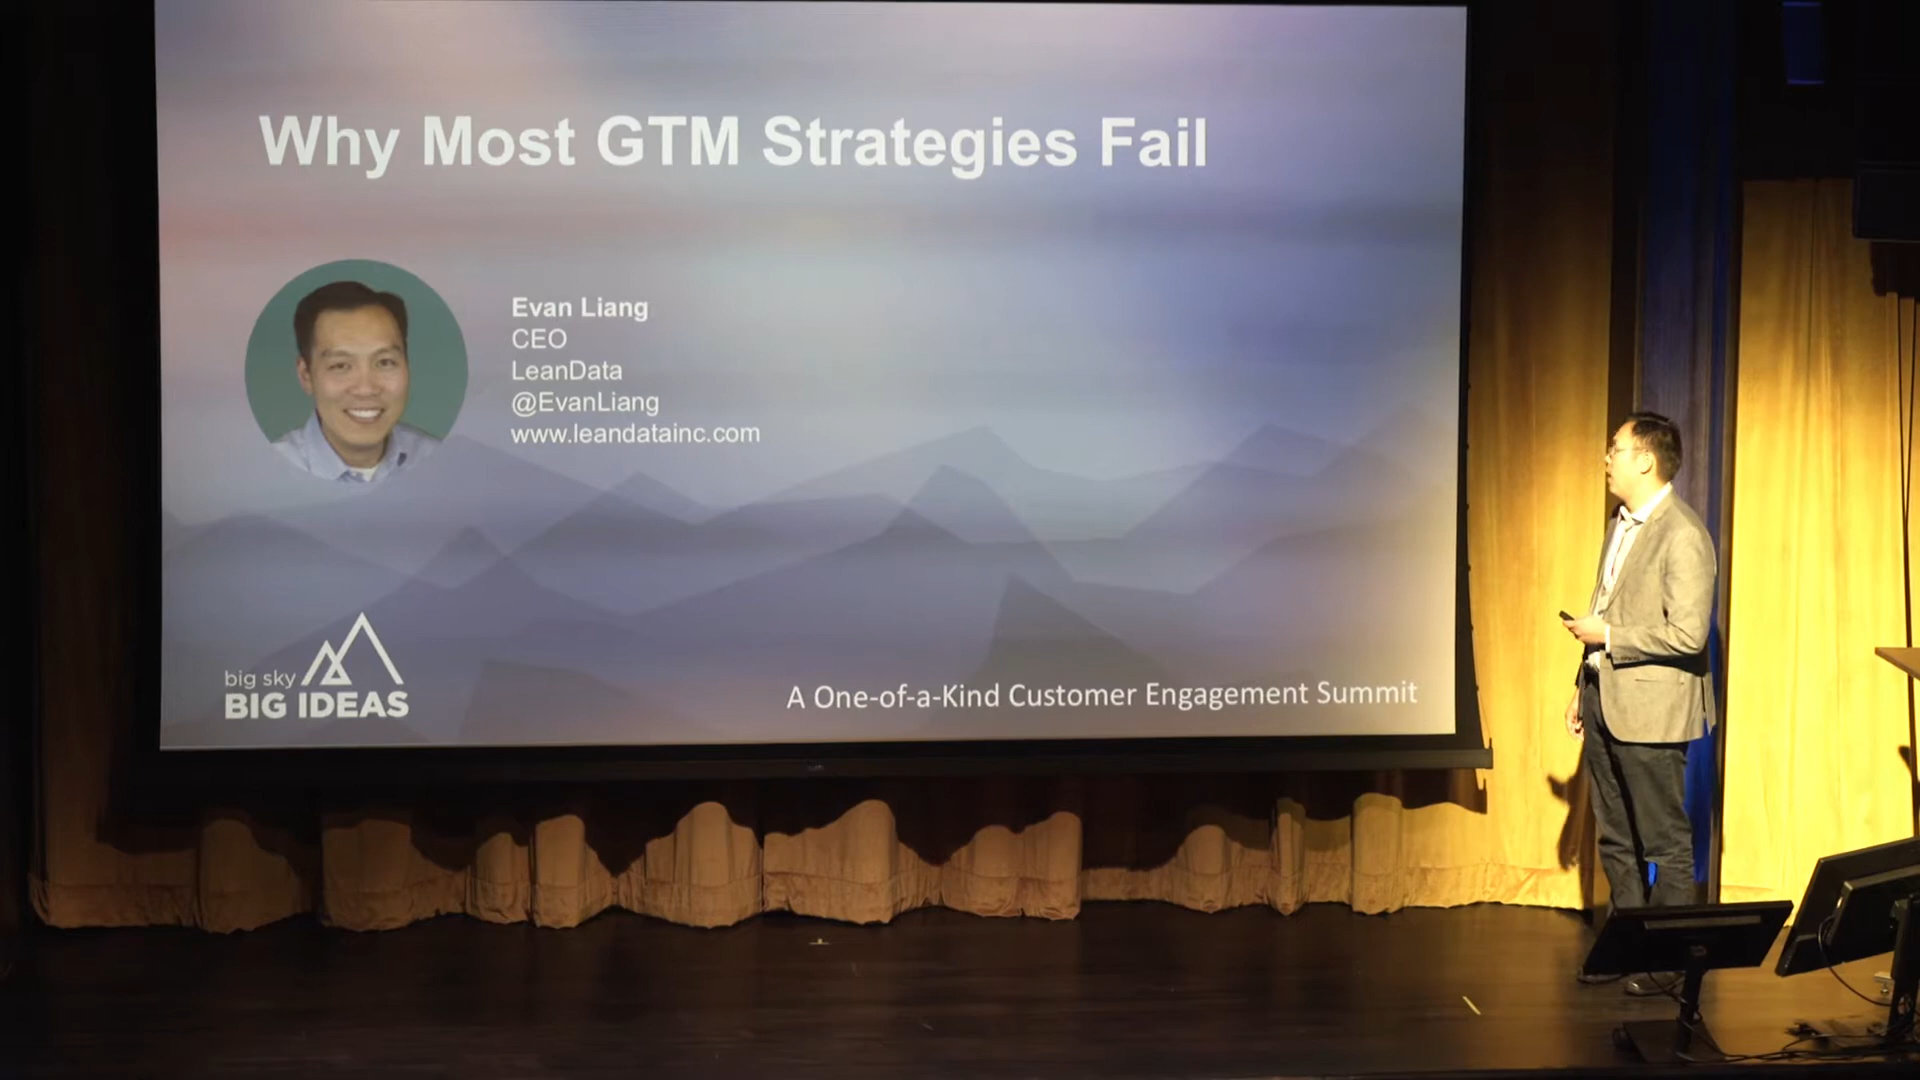 Why Most GTM Strategies Fail
Evan Liang
CEO
LeanData
@EvanLiang
www.leandatainc.com
big sky
BIG IDEAS
A One-of-a-Kind Customer Engagement Summit